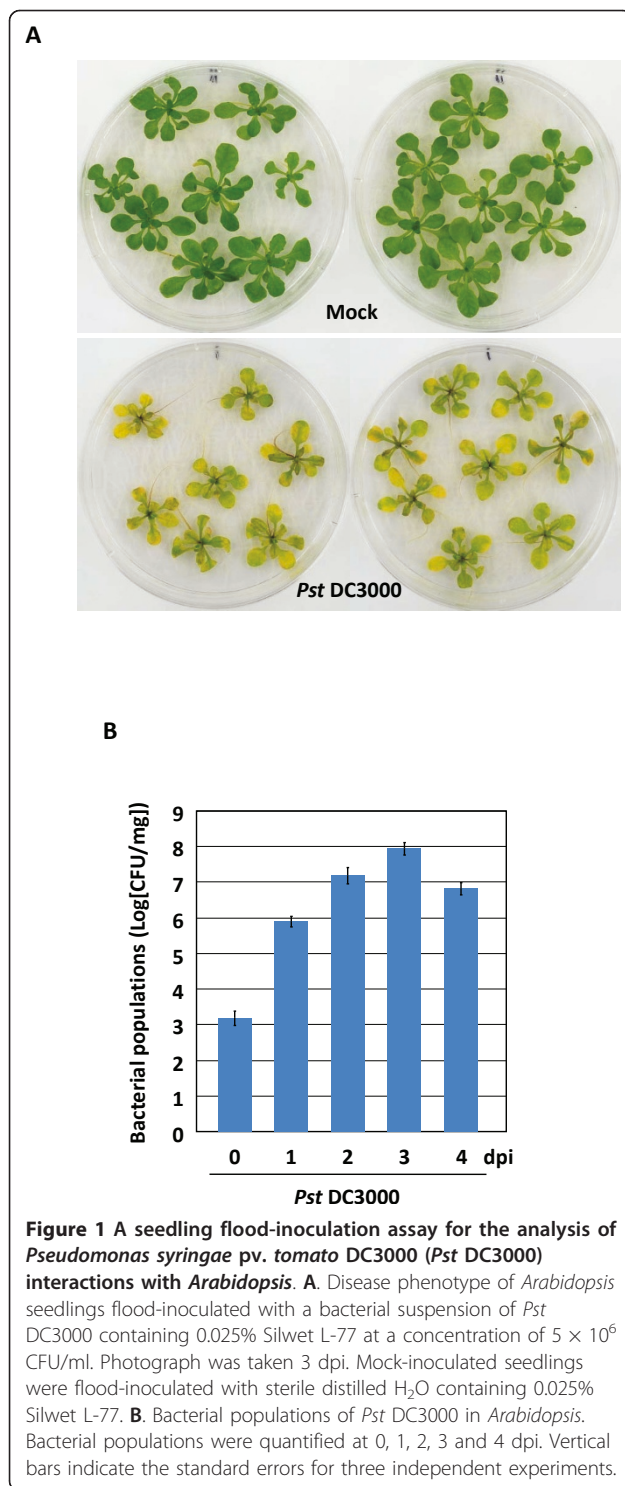 A
Mock
Pst DC3000
B
Bacterial populations (Log[CFU/mg])
9
8
7
6
5
4
3
2
1
0
0 1 2 3 4 dpi
Pst DC3000
Figure 1 A seedling flood-inoculation assay for the analysis of
Pseudomonas syringae pv. tomato DC3000 (Pst DC3000)
interactions with Arabidopsis. A. Disease phenotype of Arabidopsis
seedlings flood-inoculated with a bacterial suspension of Pst
DC3000 containing 0.025% Silwet L-77 at a concentration of 5 × 10⁶
CFU/ml. Photograph was taken 3 dpi. Mock-inoculated seedlings
were flood-inoculated with sterile distilled H₂O containing 0.025%
Silwet L-77. B. Bacterial populations of Pst DC3000 in Arabidopsis.
Bacterial populations were quantified at 0, 1, 2, 3 and 4 dpi. Vertical
bars indicate the standard errors for three independent experiments.